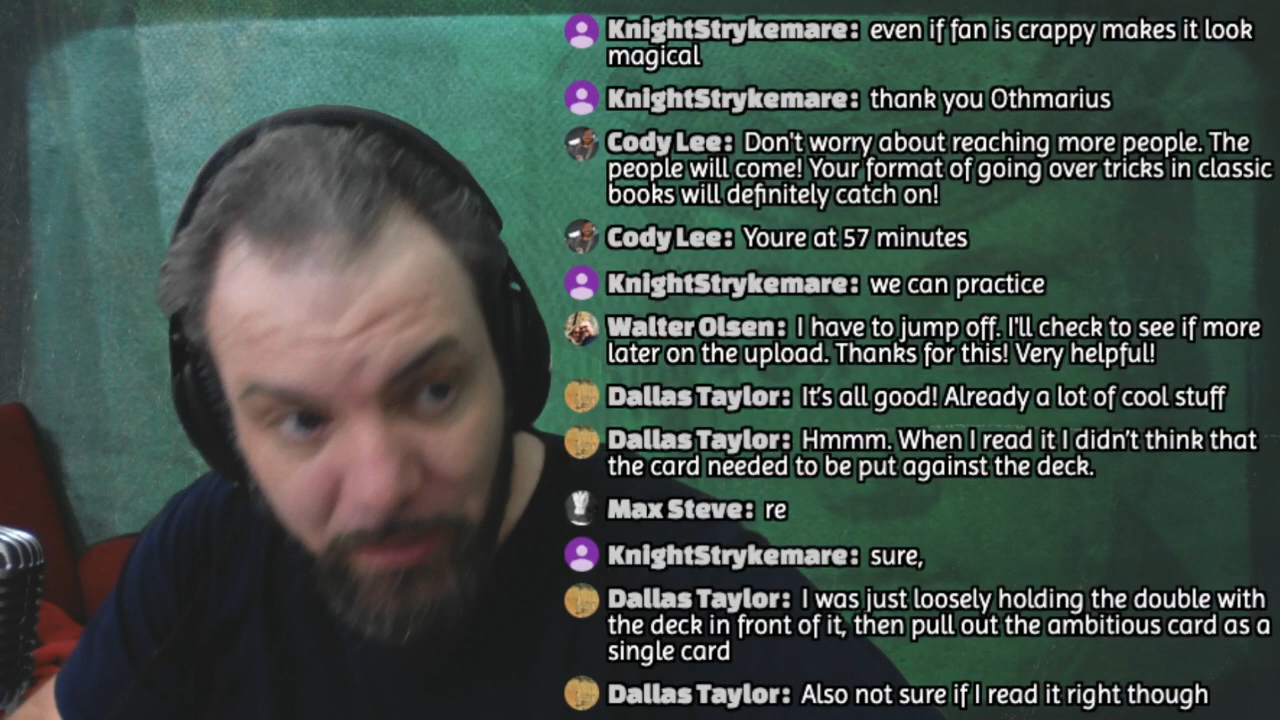 KnightStrykemare: even if fan is crappy makes it look
magical
KnightStrykemare: thank you Othmarius
Cody Lee: Don't worry about reaching more people. The
people will come! Your format of going over tricks in classic
books will definitely catch on!
Cody Lee: Youre at 57 minutes
KnightStrykemare: we can practice
Walter Olsen: I have to jump off. I'll check to see if more
later on the upload. Thanks for this! Very helpful!
Dallas Taylor: It's all good! Already a lot of cool stuff
Dallas Taylor: Hmmm. When I read it I didn't think that
the card needed to be put against the deck.
Max Steve: re
KnightStrykemare: sure,
Dallas Taylor: I was just loosely holding the double with
the deck in front of it, then pull out the ambitious card as a
single card
Dallas Taylor: Also not sure if I read it right though